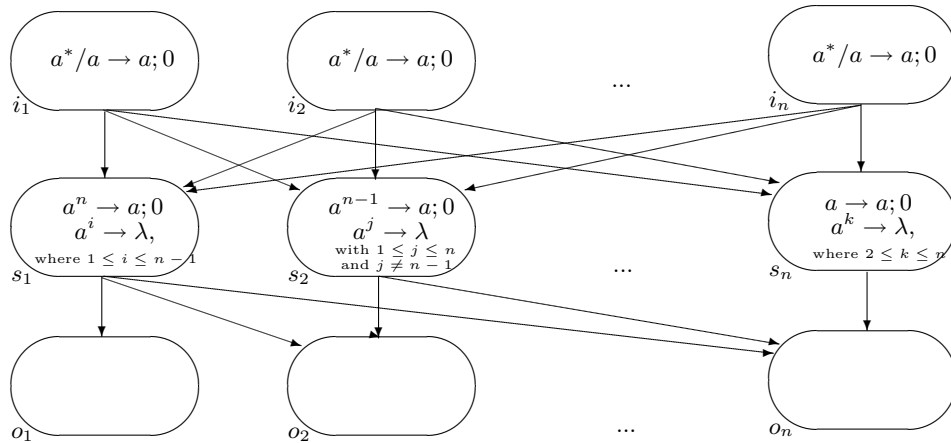 a*/a → a; 0 a*/a → a; 0 a*/a → a; 0
...
i₁ i₂ iₙ
aⁿ → a; 0
aⁱ → λ,
where 1 ≤ i ≤ n − 1
aⁿ⁻¹ → a; 0
aʲ → λ
with 1 ≤ j ≤ n
and j ≠ n − 1
a → a; 0
aᵏ → λ,
where 2 ≤ k ≤ n
...
s₁ s₂ sₙ
o₁ o₂ ... oₙ